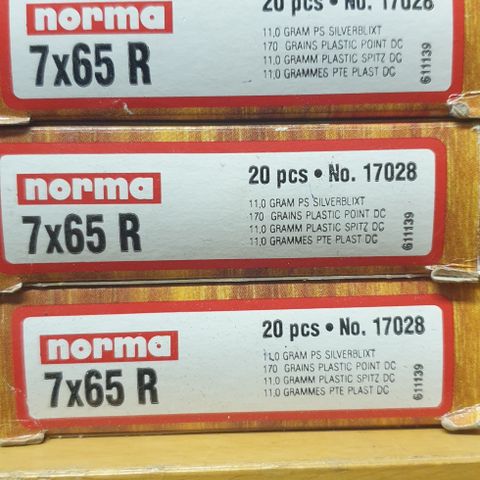 norma
20 pcs • No. 17028
7x65 R
11.0 GRAM PS SILVERBLIXT
170 GRAINS PLASTIC POINT DC
11.0 GRAMM PLASTIC SPITZ DC
11.0 GRAMMES PTE PLAST DC
611139
norma
20 pcs • No. 17028
7x65 R
11.0 GRAM PS SILVERBLIXT
170 GRAINS PLASTIC POINT DC
11.0 GRAMM PLASTIC SPITZ DC
11.0 GRAMMES PTE PLAST DC
611139
norma
20 pcs • No. 17028
7x65 R
11.0 GRAM PS SILVERBLIXT
170 GRAINS PLASTIC POINT DC
11.0 GRAMM PLASTIC SPITZ DC
11.0 GRAMMES PTE PLAST DC
611139